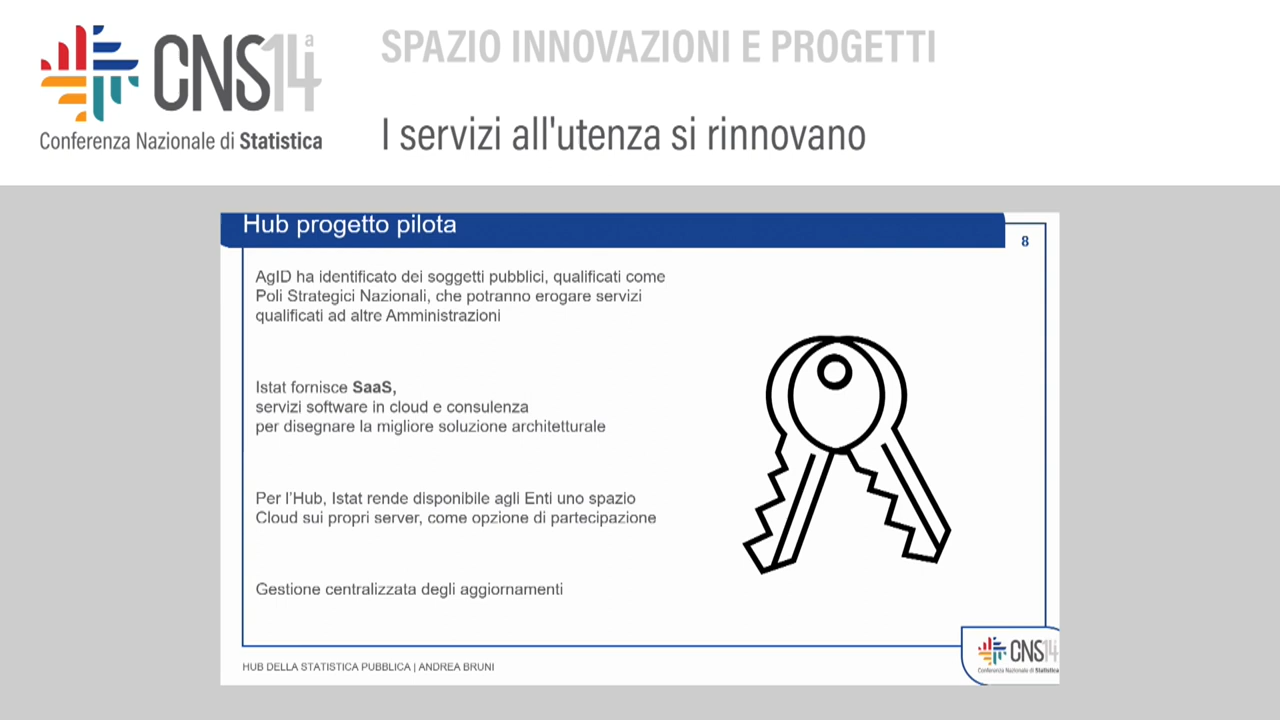 CNS14ª
Conferenza Nazionale di Statistica
SPAZIO INNOVAZIONI E PROGETTI
I servizi all'utenza si rinnovano
Hub progetto pilota
8
AgID ha identificato dei soggetti pubblici, qualificati come
Poli Strategici Nazionali, che potranno erogare servizi
qualificati ad altre Amministrazioni
Istat fornisce SaaS,
servizi software in cloud e consulenza
per disegnare la migliore soluzione architetturale
Per l'Hub, Istat rende disponibile agli Enti uno spazio
Cloud sui propri server, come opzione di partecipazione
Gestione centralizzata degli aggiornamenti
HUB DELLA STATISTICA PUBBLICA | ANDREA BRUNI
CNS14
Conferenza Nazionale di Statistica